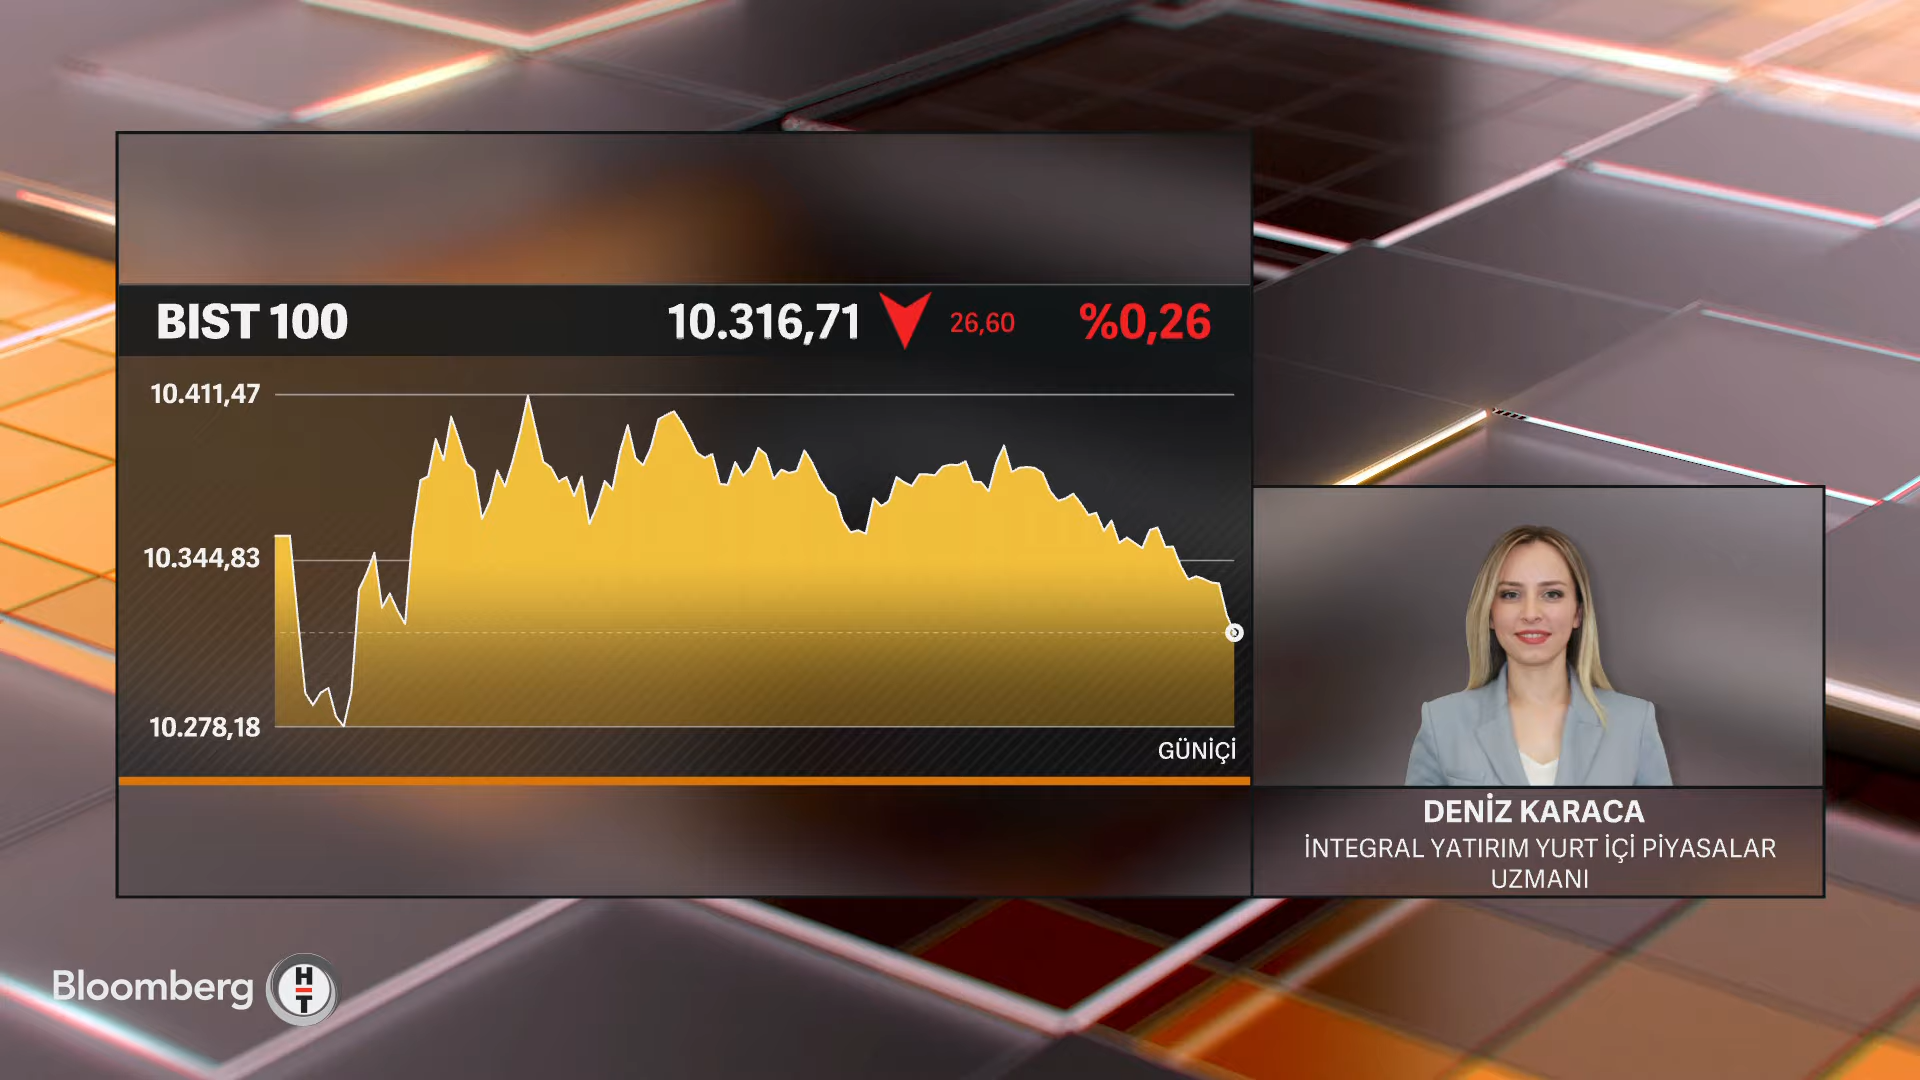 BIST 100 10.316,71 26,60 %0,26
10.411,47
10.344,83
10.278,18
GÜNİÇİ
DENİZ KARACA
İNTEGRAL YATIRIM YURT İÇİ PİYASALAR
UZMANI
Bloomberg HT